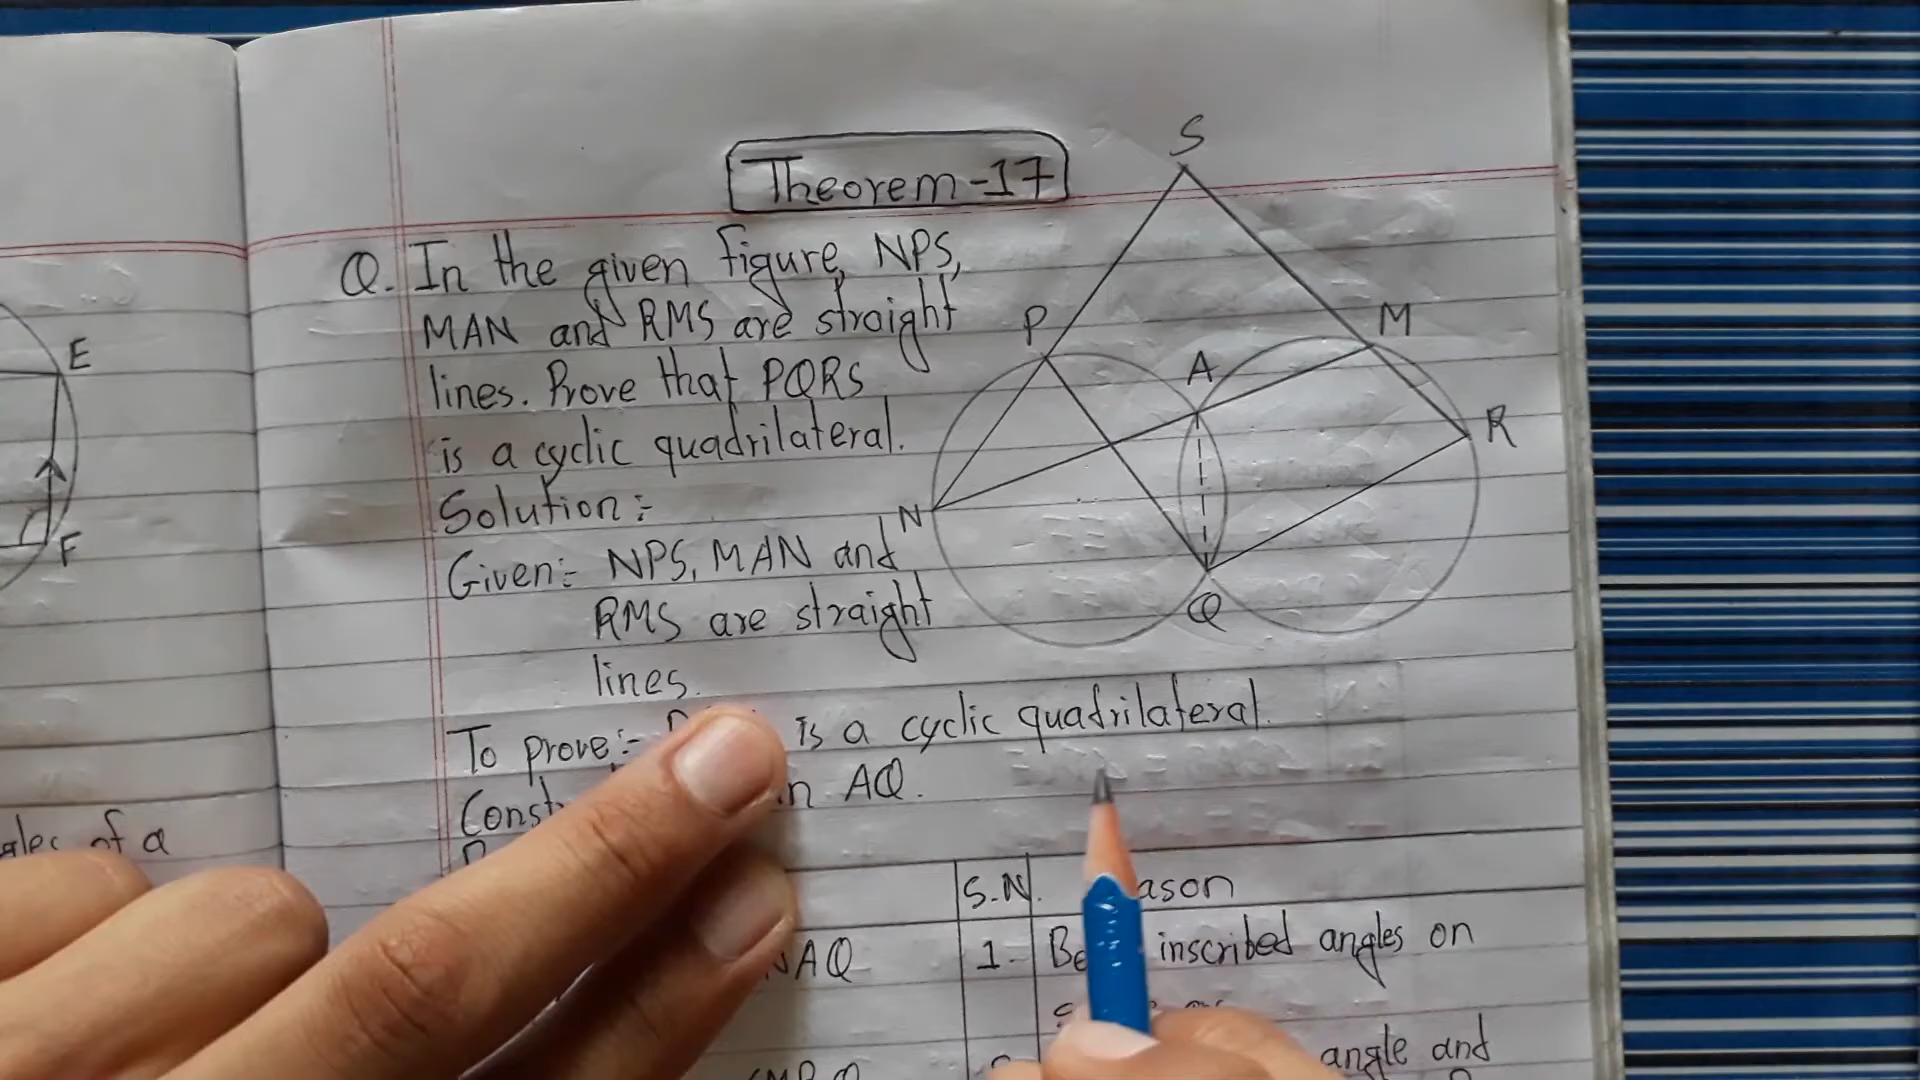 Theorem-17
Q. In the given figure, NPS,
MAN and RMS are straight
lines. Prove that PQRS
is a cyclic quadrilateral.
Solution:-
Given:- NPS, MAN and
RMS are straight
lines.
To prove:- is a cyclic quadrilateral.
AQ.
S.N.
1. inscribed angles on
angle and
S
P
M
A
R
N
Q
E
F
of a